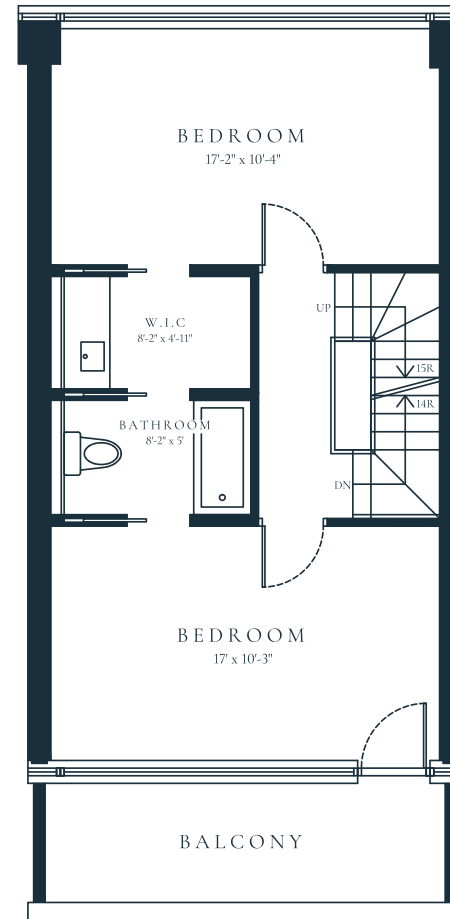 BEDROOM
17'-2" x 10'-4"
UP
W.I.C
8'-2" x 4'-11"
15R
14R
BATHROOM
8'-2" x 5'
DN
BEDROOM
17' x 10'-3"
BALCONY